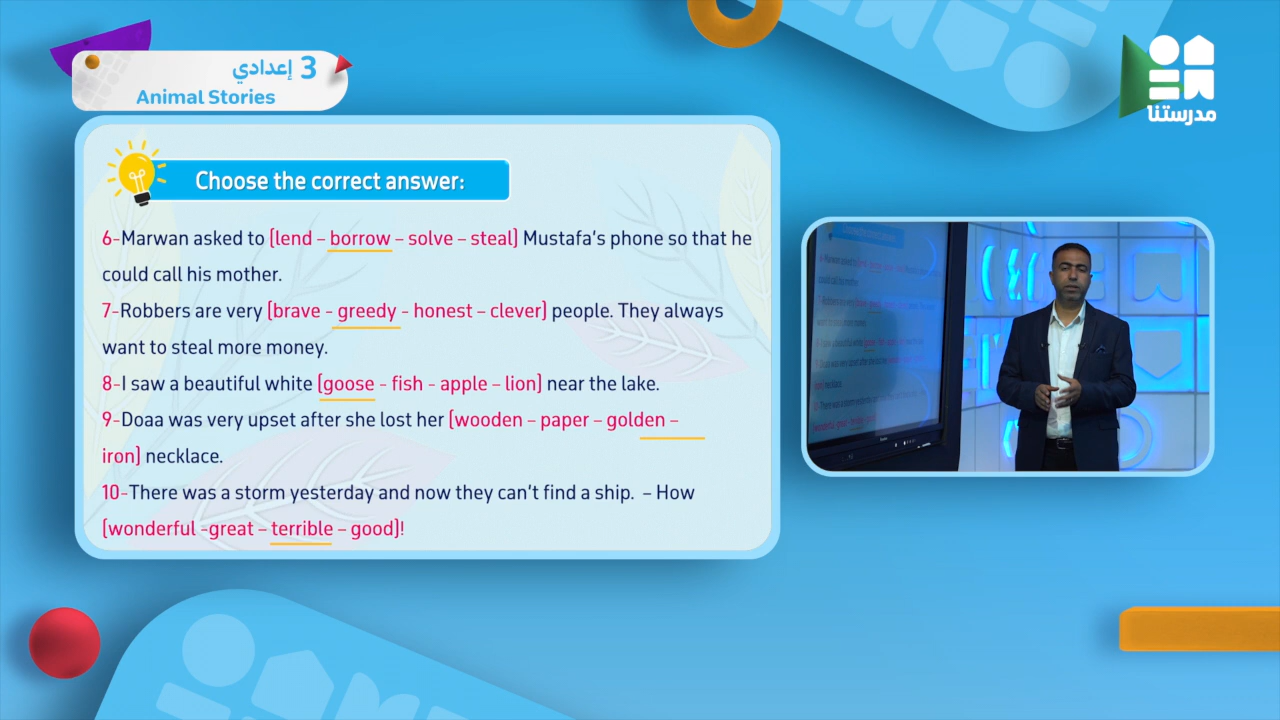 3 إعدادي
Animal Stories
مدرستنا
Choose the correct answer:
6-Marwan asked to (lend – borrow – solve – steal) Mustafa's phone so that he
could call his mother.
7-Robbers are very (brave - greedy - honest – clever) people. They always
want to steal more money.
8-I saw a beautiful white (goose - fish - apple – lion) near the lake.
9-Doaa was very upset after she lost her (wooden – paper – golden –
iron) necklace.
10-There was a storm yesterday and now they can't find a ship. – How
(wonderful -great – terrible – good)!